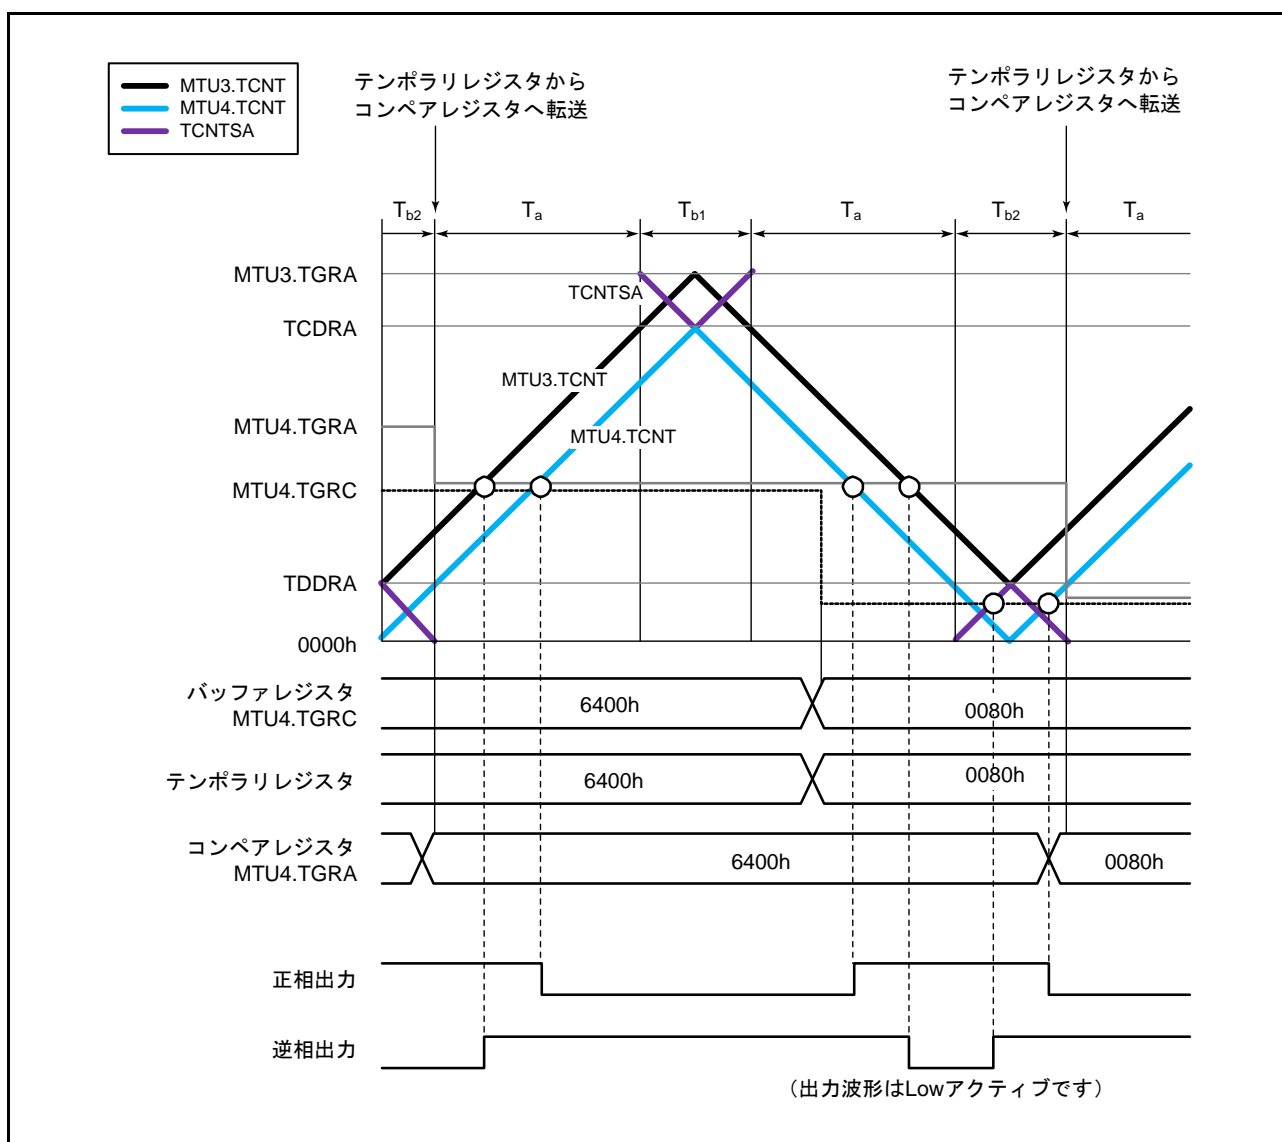 MTU3.TCNT
MTU4.TCNT
TCNTSA
テンポラリレジスタから
コンペアレジスタへ転送
テンポラリレジスタから
コンペアレジスタへ転送
Tb2
Ta
Tb1
Ta
Tb2
Ta
MTU3.TGRA
TCNTSA
TCDRA
MTU3.TCNT
MTU4.TGRA
MTU4.TCNT
MTU4.TGRC
TDDRA
0000h
バッファレジスタ
MTU4.TGRC
6400h
0080h
テンポラリレジスタ
6400h
0080h
コンペアレジスタ
MTU4.TGRA
6400h
0080h
正相出力
逆相出力
（出力波形はLowアクティブです）